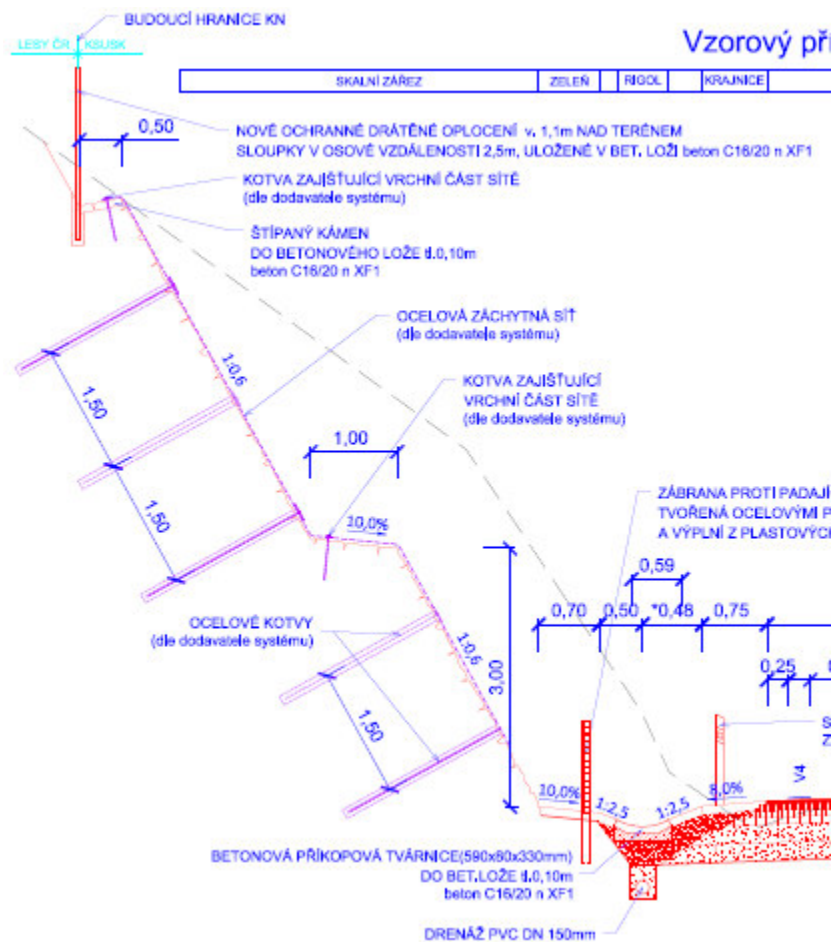 BUDOUCÍ HRANICE KN
LESY ČR KSUSK
Vzorový pří
SKALNÍ ZÁŘEZ ZELEŇ RIGOL KRAJNICE
0,50
NOVÉ OCHRANNÉ DRÁTĚNÉ OPLOCENÍ v. 1,1m NAD TERÉNEM
SLOUPKY V OSOVÉ VZDÁLENOSTI 2,5m, ULOŽENÉ V BET. LOŽI beton C16/20 n XF1
KOTVA ZAJIŠŤUJÍCÍ VRCHNÍ ČÁST SÍTĚ
(dle dodavatele systému)
ŠTÍPANÝ KÁMEN
DO BETONOVÉHO LOŽE tl.0,10m
beton C16/20 n XF1
OCELOVÁ ZÁCHYTNÁ SÍŤ
(dle dodavatele systému)
1:0,6
KOTVA ZAJIŠŤUJÍCÍ
VRCHNÍ ČÁST SÍTĚ
(dle dodavatele systému)
1,50
1,00
1,50
10,0%
ZÁBRANA PROTI PADAJÍ
TVOŘENÁ OCELOVÝMI P
A VÝPLNÍ Z PLASTOVÝCH
0,59
0,70 0,50 *0,48 0,75
OCELOVÉ KOTVY
(dle dodavatele systému)
1:0,6
3,00
0,25
1,50
S
Z
V4
10,0% 1:2,5 1:2,5 8,0%
BETONOVÁ PŘÍKOPOVÁ TVÁRNICE(590x80x330mm)
DO BET.LOŽE tl.0,10m
beton C16/20 n XF1
DRENÁŽ PVC DN 150mm